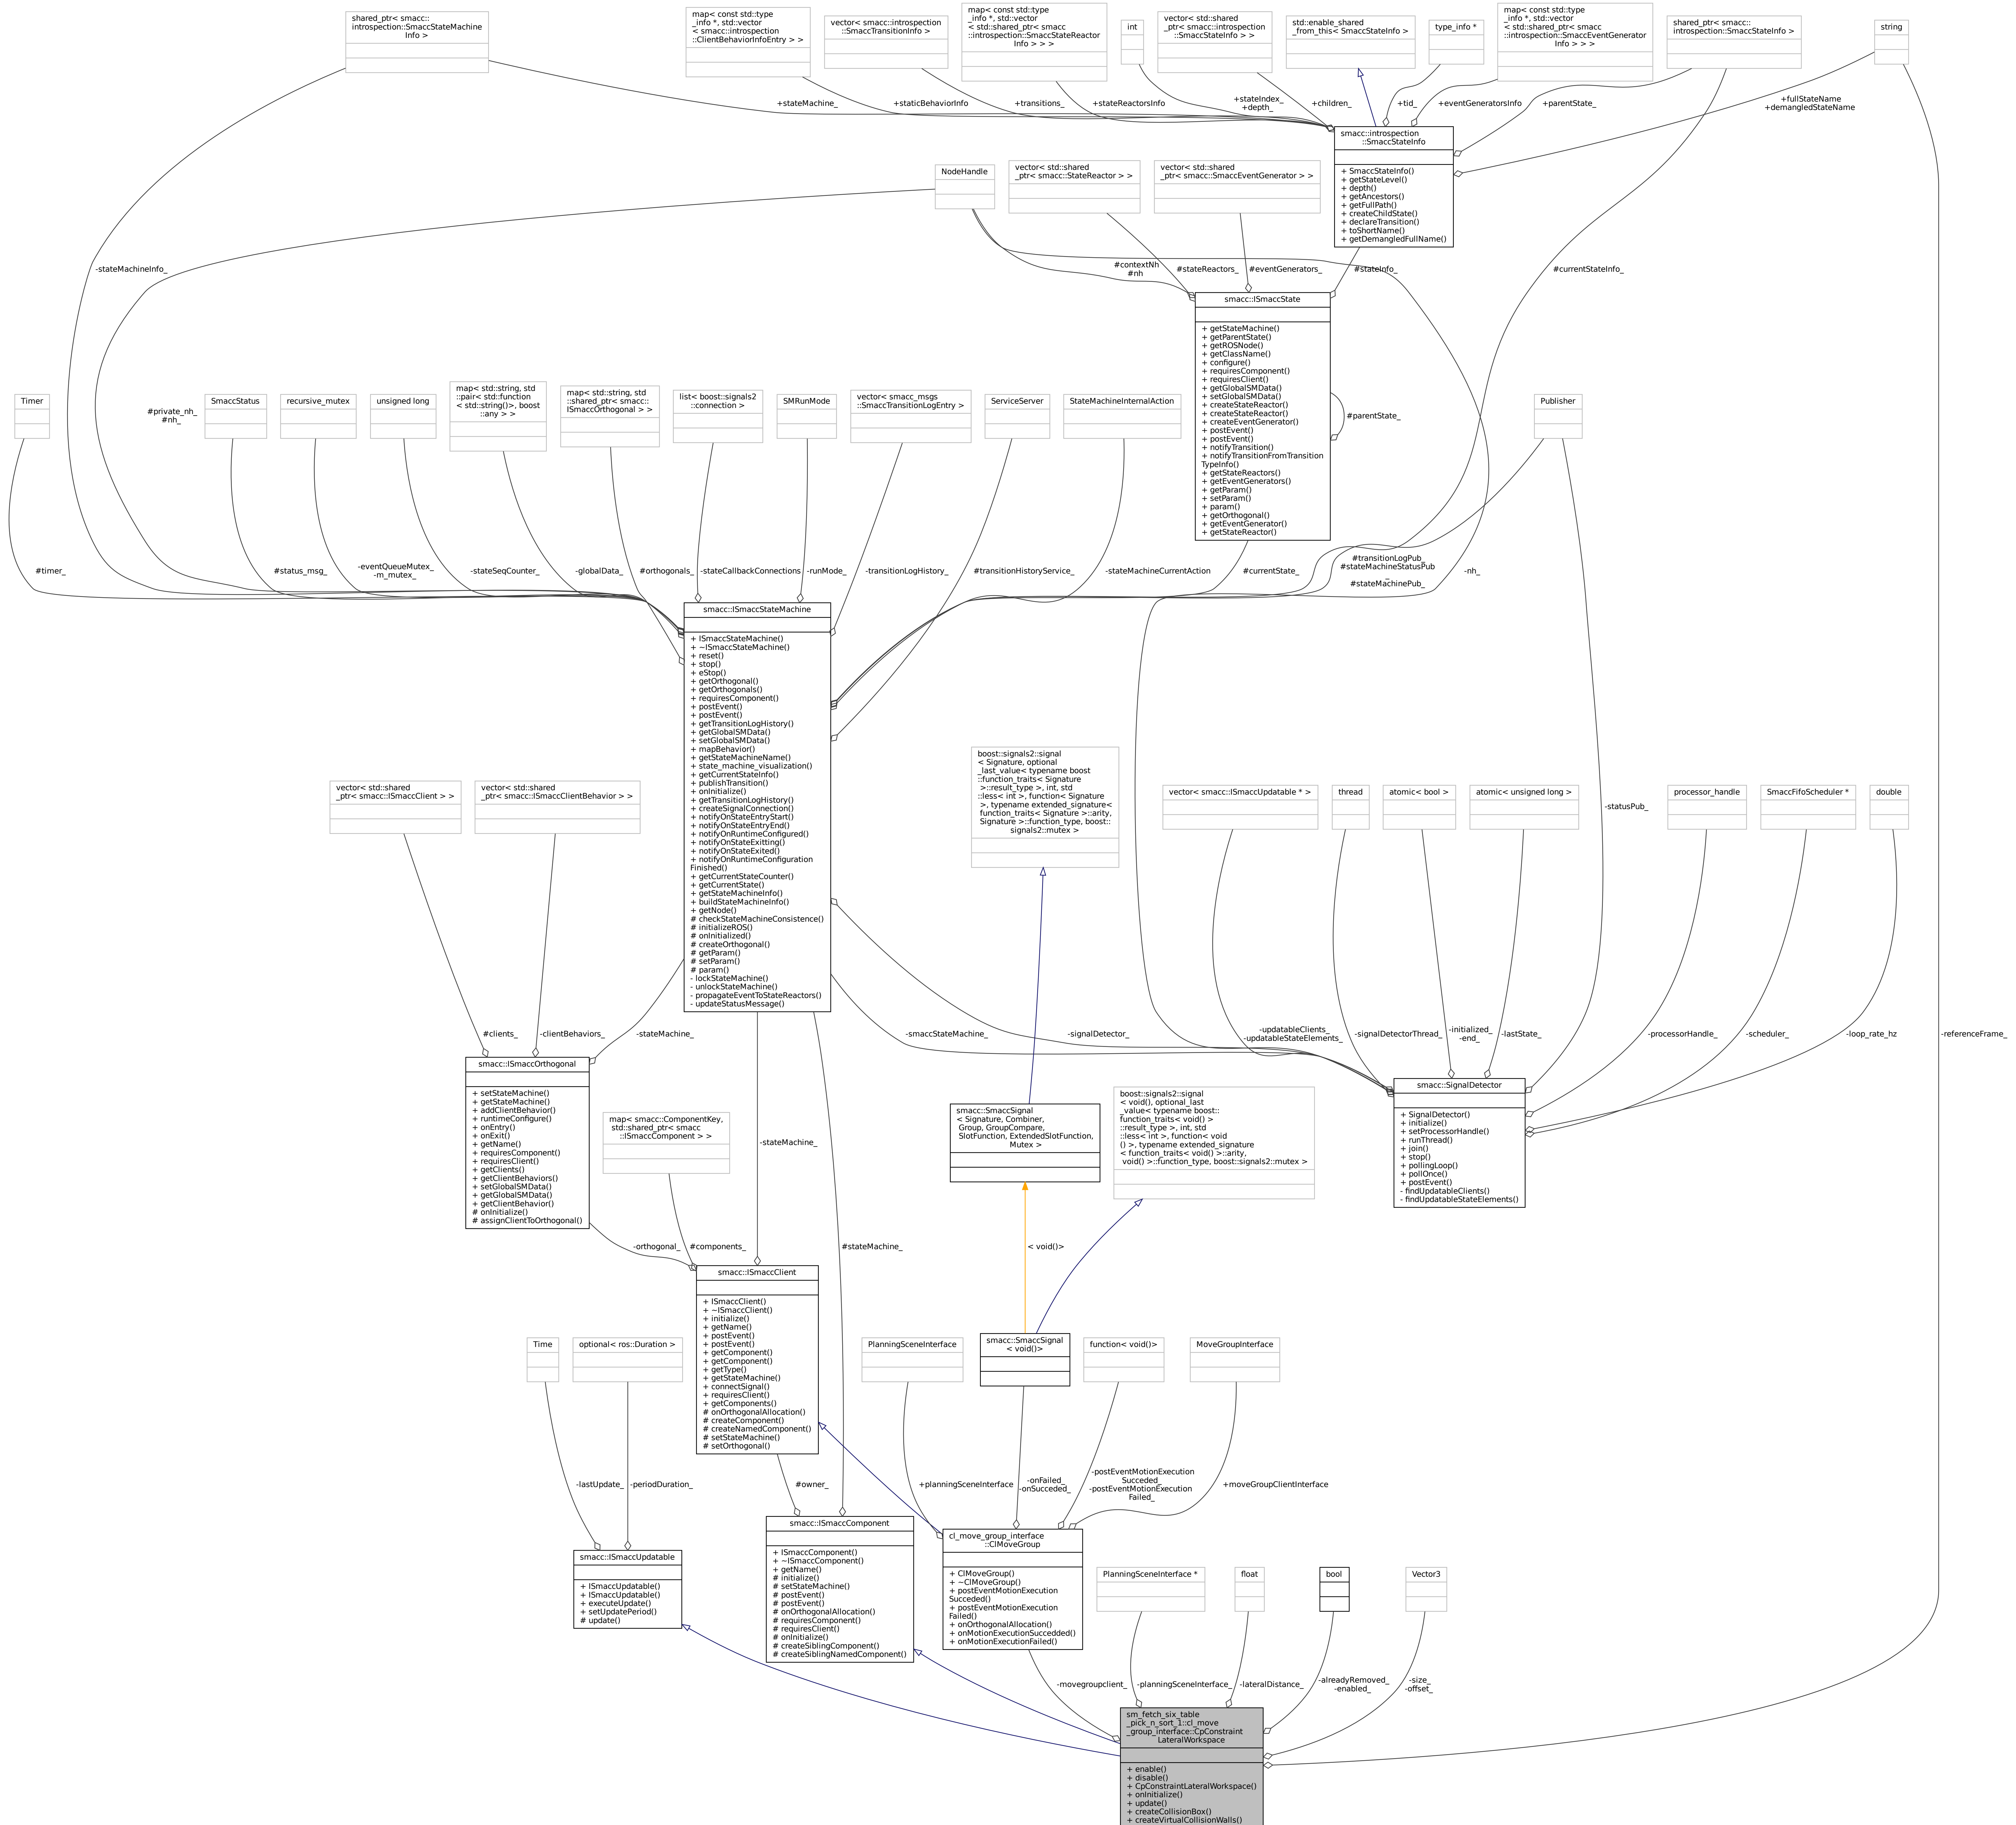 shared_ptr< smacc::
introspection::SmaccStateMachine
Info >
map< const std::type
_info *, std::vector
< smacc::introspection
::ClientBehaviorInfoEntry > >
vector< smacc::introspection
::SmaccTransitionInfo >
map< const std::type
_info *, std::vector
< std::shared_ptr< smacc
::introspection::SmaccStateReactor
Info > > >
int
vector< std::shared
_ptr< smacc::introspection
::SmaccStateInfo > >
std::enable_shared
_from_this< SmaccStateInfo >
type_info *
map< const std::type
_info *, std::vector
< std::shared_ptr< smacc
::introspection::SmaccEventGenerator
Info > > >
shared_ptr< smacc::
introspection::SmaccStateInfo >
string
+stateMachine_
+staticBehaviorInfo
+transitions_
+stateReactorsInfo
+stateIndex_
+depth_
+children_
+tid_
+eventGeneratorsInfo
+parentState_
+fullStateName
+demangledStateName
smacc::introspection
::SmaccStateInfo
+ SmaccStateInfo()
+ getStateLevel()
+ depth()
+ getAncestors()
+ getFullPath()
+ createChildState()
+ declareTransition()
+ toShortName()
+ getDemangledFullName()
NodeHandle
vector< std::shared
_ptr< smacc::StateReactor > >
vector< std::shared
_ptr< smacc::SmaccEventGenerator > >
-stateMachineInfo_
#contextNh
#nh
#stateReactors_
#eventGenerators_
#stateInfo_
#currentStateInfo_
smacc::ISmaccState
+ getStateMachine()
+ getParentState()
+ getROSNode()
+ getClassName()
+ configure()
+ requiresComponent()
+ requiresClient()
+ getGlobalSMData()
+ setGlobalSMData()
+ createStateReactor()
+ createStateReactor()
+ createEventGenerator()
+ postEvent()
+ postEvent()
+ notifyTransition()
+ notifyTransitionFromTransition
TypeInfo()
+ getStateReactors()
+ getEventGenerators()
+ getParam()
+ setParam()
+ param()
+ getOrthogonal()
+ getEventGenerator()
+ getStateReactor()
#parentState_
Timer
#private_nh_
#nh_
SmaccStatus
recursive_mutex
unsigned long
map< std::string, std
::pair< std::function
< std::string()>, boost
::any > >
map< std::string, std
::shared_ptr< smacc::
ISmaccOrthogonal > >
list< boost::signals2
::connection >
SMRunMode
vector< smacc_msgs
::SmaccTransitionLogEntry >
ServiceServer
StateMachineInternalAction
Publisher
#timer_
#status_msg_
-eventQueueMutex_
-m_mutex_
-stateSeqCounter_
-globalData_
#orthogonals_
-stateCallbackConnections
-runMode_
-transitionLogHistory_
#transitionHistoryService_
-stateMachineCurrentAction
#currentState_
#transitionLogPub_
#stateMachineStatusPub
_
#stateMachinePub_
-nh_
smacc::ISmaccStateMachine
+ ISmaccStateMachine()
+ ~ISmaccStateMachine()
+ reset()
+ stop()
+ eStop()
+ getOrthogonal()
+ getOrthogonals()
+ requiresComponent()
+ postEvent()
+ postEvent()
+ getTransitionLogHistory()
+ getGlobalSMData()
+ setGlobalSMData()
+ mapBehavior()
+ getStateMachineName()
+ state_machine_visualization()
+ getCurrentStateInfo()
+ publishTransition()
+ onInitialize()
+ getTransitionLogHistory()
+ createSignalConnection()
+ notifyOnStateEntryStart()
+ notifyOnStateEntryEnd()
+ notifyOnRuntimeConfigured()
+ notifyOnStateExitting()
+ notifyOnStateExited()
+ notifyOnRuntimeConfiguration
Finished()
+ getCurrentStateCounter()
+ getCurrentState()
+ getStateMachineInfo()
+ buildStateMachineInfo()
+ getNode()
# checkStateMachineConsistence()
# initializeROS()
# onInitialized()
# createOrthogonal()
# getParam()
# setParam()
# param()
- lockStateMachine()
- unlockStateMachine()
- propagateEventToStateReactors()
- updateStatusMessage()
vector< std::shared
_ptr< smacc::ISmaccClient > >
vector< std::shared
_ptr< smacc::ISmaccClientBehavior > >
boost::signals2::signal
< Signature, optional
_last_value< typename boost
::function_traits< Signature
>::result_type >, int, std
::less< int >, function< Signature
>, typename extended_signature<
function_traits< Signature >::arity,
Signature >::function_type, boost::
signals2::mutex >
vector< smacc::ISmaccUpdatable * >
thread
atomic< bool >
atomic< unsigned long >
-statusPub_
processor_handle
SmaccFifoScheduler *
double
#clients_
-clientBehaviors_
-stateMachine_
-smaccStateMachine_
-signalDetector_
-updatableClients_
-updatableStateElements_
-signalDetectorThread_
-initialized_
-end_
-lastState_
-processorHandle_
-scheduler_
-loop_rate_hz
-referenceFrame_
smacc::ISmaccOrthogonal
+ setStateMachine()
+ getStateMachine()
+ addClientBehavior()
+ runtimeConfigure()
+ onEntry()
+ onExit()
+ getName()
+ requiresComponent()
+ requiresClient()
+ getClients()
+ getClientBehaviors()
+ setGlobalSMData()
+ getGlobalSMData()
+ getClientBehavior()
# onInitialize()
# assignClientToOrthogonal()
map< smacc::ComponentKey,
std::shared_ptr< smacc
::ISmaccComponent > >
-stateMachine_
smacc::SmaccSignal
< Signature, Combiner,
Group, GroupCompare,
SlotFunction, ExtendedSlotFunction,
Mutex >
boost::signals2::signal
< void(), optional_last
_value< typename boost::
function_traits< void() >
::result_type >, int, std
::less< int >, function< void
() >, typename extended_signature
< function_traits< void() >::arity,
void() >::function_type, boost::signals2::mutex >
smacc::SignalDetector
+ SignalDetector()
+ initialize()
+ setProcessorHandle()
+ runThread()
+ join()
+ stop()
+ pollingLoop()
+ pollOnce()
+ postEvent()
- findUpdatableClients()
- findUpdatableStateElements()
-orthogonal_
#components_
#stateMachine_
< void()>
smacc::ISmaccClient
+ ISmaccClient()
+ ~ISmaccClient()
+ initialize()
+ getName()
+ postEvent()
+ postEvent()
+ getComponent()
+ getComponent()
+ getType()
+ getStateMachine()
+ connectSignal()
+ requiresClient()
+ getComponents()
# onOrthogonalAllocation()
# createComponent()
# createNamedComponent()
# setStateMachine()
# setOrthogonal()
Time
optional< ros::Duration >
PlanningSceneInterface
smacc::SmaccSignal
< void()>
function< void()>
MoveGroupInterface
-lastUpdate_
-periodDuration_
#owner_
+planningSceneInterface
-onFailed_
-onSucceded_
-postEventMotionExecution
Succeded_
-postEventMotionExecution
Failed_
+moveGroupClientInterface
smacc::ISmaccUpdatable
+ ISmaccUpdatable()
+ ISmaccUpdatable()
+ executeUpdate()
+ setUpdatePeriod()
# update()
smacc::ISmaccComponent
+ ISmaccComponent()
+ ~ISmaccComponent()
+ getName()
# initialize()
# setStateMachine()
# postEvent()
# postEvent()
# onOrthogonalAllocation()
# requiresComponent()
# requiresClient()
# onInitialize()
# createSiblingComponent()
# createSiblingNamedComponent()
cl_move_group_interface
::ClMoveGroup
+ ClMoveGroup()
+ ~ClMoveGroup()
+ postEventMotionExecution
Succeded()
+ postEventMotionExecution
Failed()
+ onOrthogonalAllocation()
+ onMotionExecutionSuccedded()
+ onMotionExecutionFailed()
PlanningSceneInterface *
float
bool
Vector3
-movegroupclient_
-planningSceneInterface_
-lateralDistance_
-alreadyRemoved_
-enabled_
-size_
-offset_
sm_fetch_six_table
_pick_n_sort_1::cl_move
_group_interface::CpConstraint
LateralWorkspace
+ enable()
+ disable()
+ CpConstraintLateralWorkspace()
+ onInitialize()
+ update()
+ createCollisionBox()
+ createVirtualCollisionWalls()